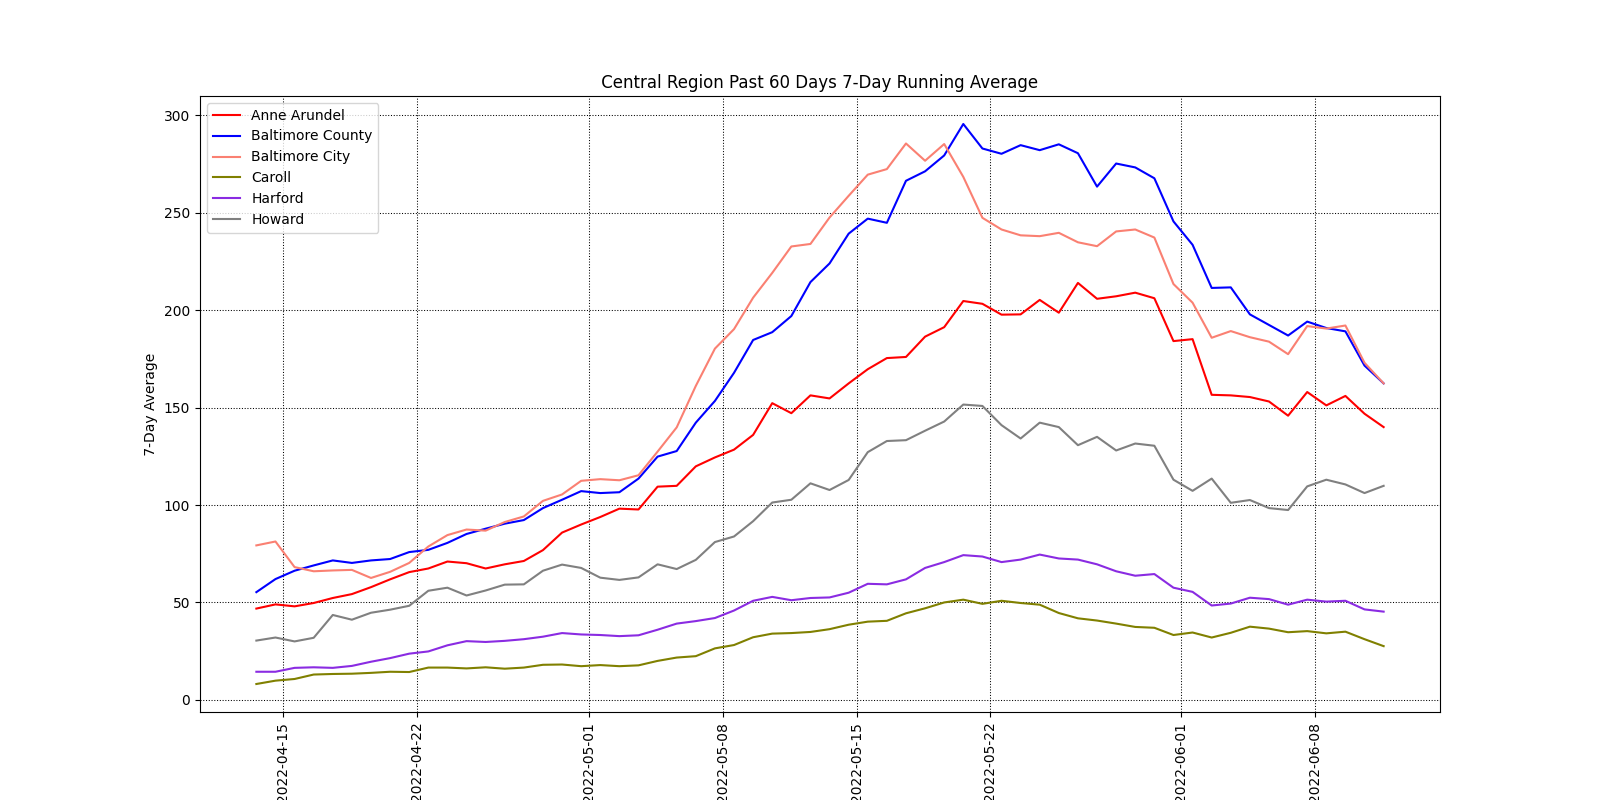 Central Region Past 60 Days 7-Day Running Average
Anne Arundel
Baltimore County
Baltimore City
Caroll
Harford
Howard
7-Day Average
300
250
200
150
100
50
0
2022-04-15
2022-04-22
2022-05-01
2022-05-08
2022-05-15
2022-05-22
2022-06-01
2022-06-08